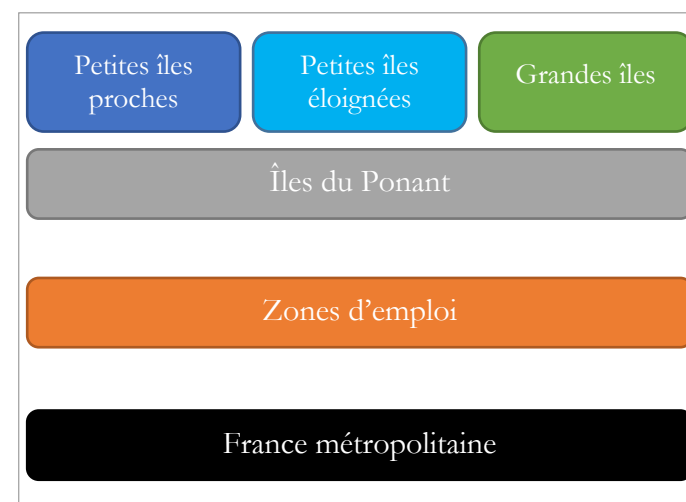 Petites îles
proches
Petites îles
éloignées
Grandes îles
Îles du Ponant
Zones d’emploi
France métropolitaine